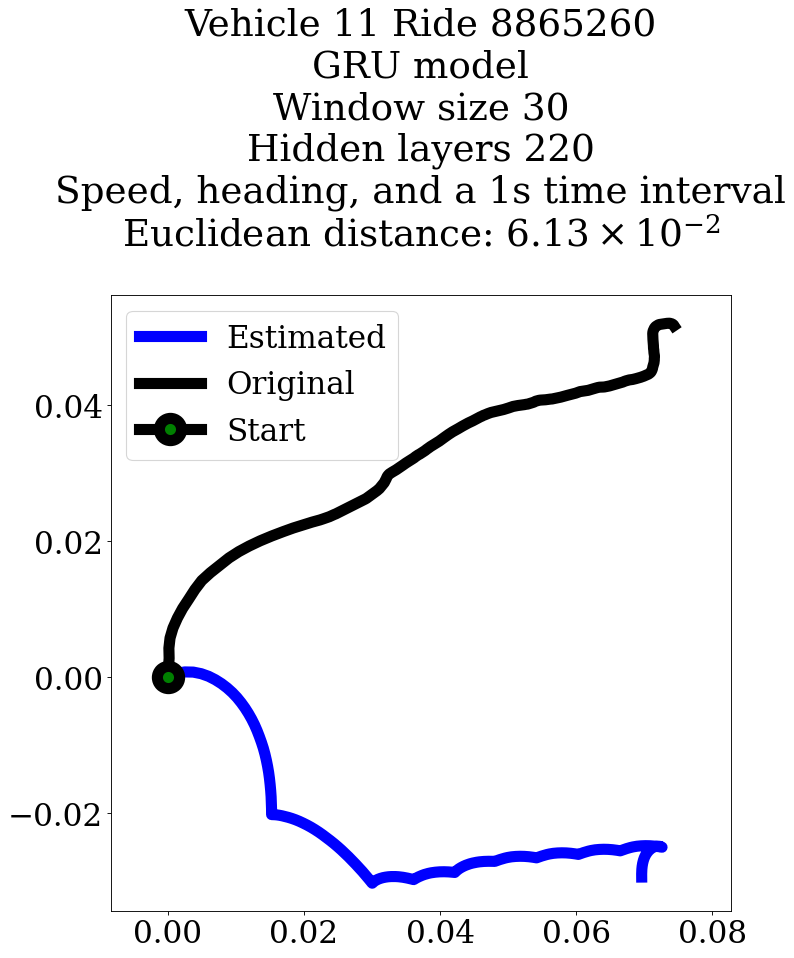 Vehicle 11 Ride 8865260
GRU model
Window size 30
Hidden layers 220
Speed, heading, and a 1s time interval
Euclidean distance: 6.13 × 10⁻²
Estimated
Original
Start
0.04
0.02
0.00
−0.02
0.00 0.02 0.04 0.06 0.08